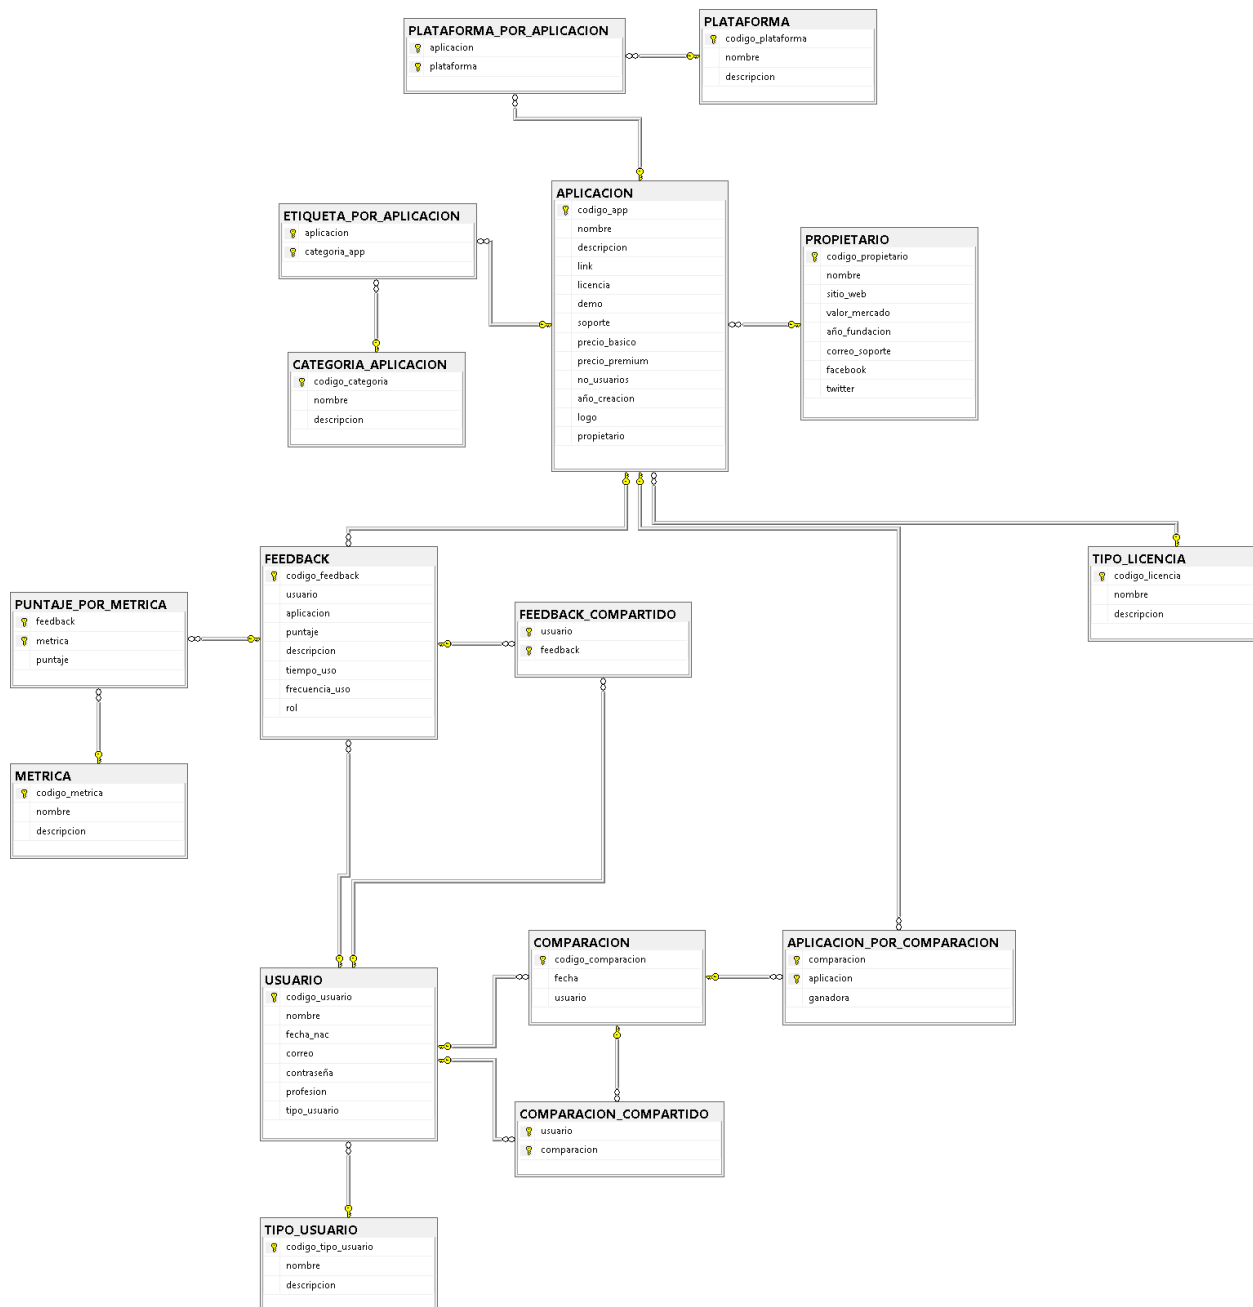 PLATAFORMA_POR_APLICACION
aplicacion
plataforma
PLATAFORMA
codigo_plataforma
nombre
descripcion
APLICACION
codigo_app
nombre
descripcion
link
licencia
demo
soporte
precio_basico
precio_premium
no_usuarios
año_creacion
logo
propietario
ETIQUETA_POR_APLICACION
aplicacion
categoria_app
PROPIETARIO
codigo_propietario
nombre
sitio_web
valor_mercado
año_fundacion
correo_soporte
facebook
twitter
CATEGORIA_APLICACION
codigo_categoria
nombre
descripcion
FEEDBACK
codigo_feedback
usuario
aplicacion
puntaje
descripcion
tiempo_uso
frecuencia_uso
rol
TIPO_LICENCIA
codigo_licencia
nombre
descripcion
PUNTAJE_POR_METRICA
feedback
metrica
puntaje
FEEDBACK_COMPARTIDO
usuario
feedback
METRICA
codigo_metrica
nombre
descripcion
COMPARACION
codigo_comparacion
fecha
usuario
APLICACION_POR_COMPARACION
comparacion
aplicacion
ganadora
USUARIO
codigo_usuario
nombre
fecha_nac
correo
contraseña
profesion
tipo_usuario
COMPARACION_COMPARTIDO
usuario
comparacion
TIPO_USUARIO
codigo_tipo_usuario
nombre
descripcion